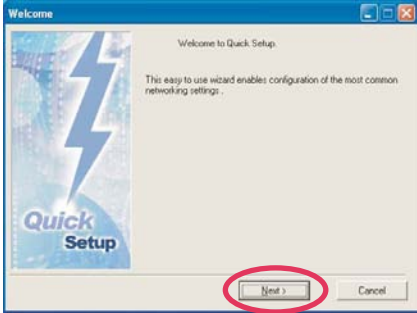 Welcome
Welcome to Quick Setup.
This easy to use wizard enables configuration of the most common
networking settings .
Quick
Setup
Next >
Cancel